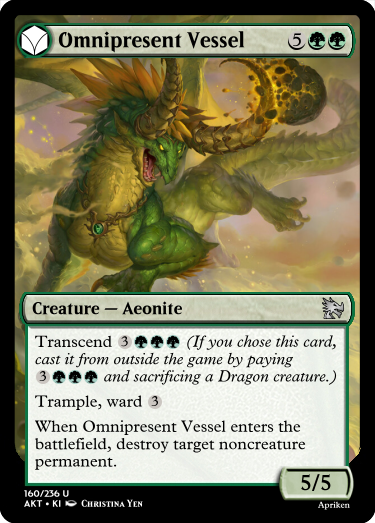 Omnipresent Vessel 5
Creature — Aeonite
Transcend 3 (If you chose this card,
cast it from outside the game by paying
3 and sacrificing a Dragon creature.)
Trample, ward 3
When Omnipresent Vessel enters the
battlefield, destroy target noncreature
permanent.
5/5
160/236 U
AKT • KI Christina Yen
Apriken